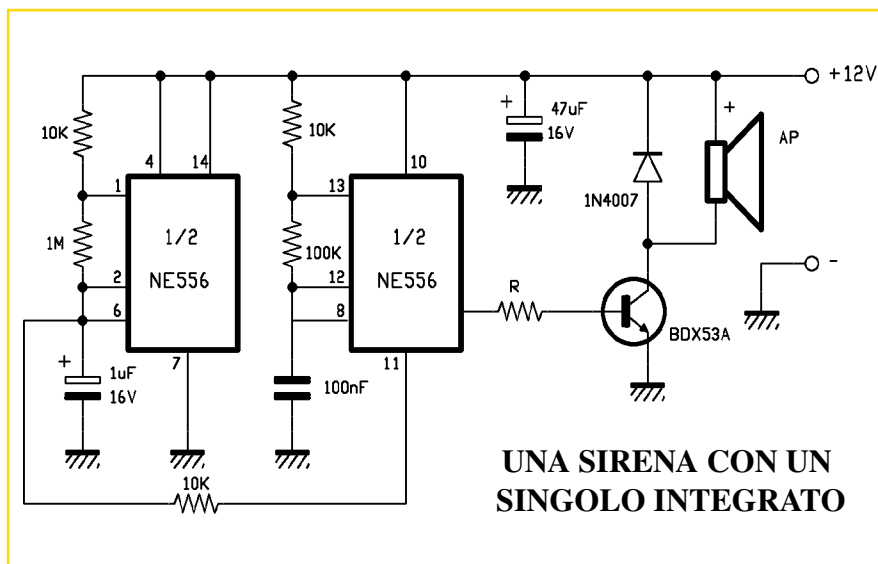 +12V
10K
4
14
10K
10
+
47uF
16V
+
AP
1
13
1N4007
1M
1/2
NE556
100K
1/2
NE556
2
12
-
6
8
R
BDX53A
7
11
+
1uF
16V
100nF
10K
UNA SIRENA CON UN
SINGOLO INTEGRATO